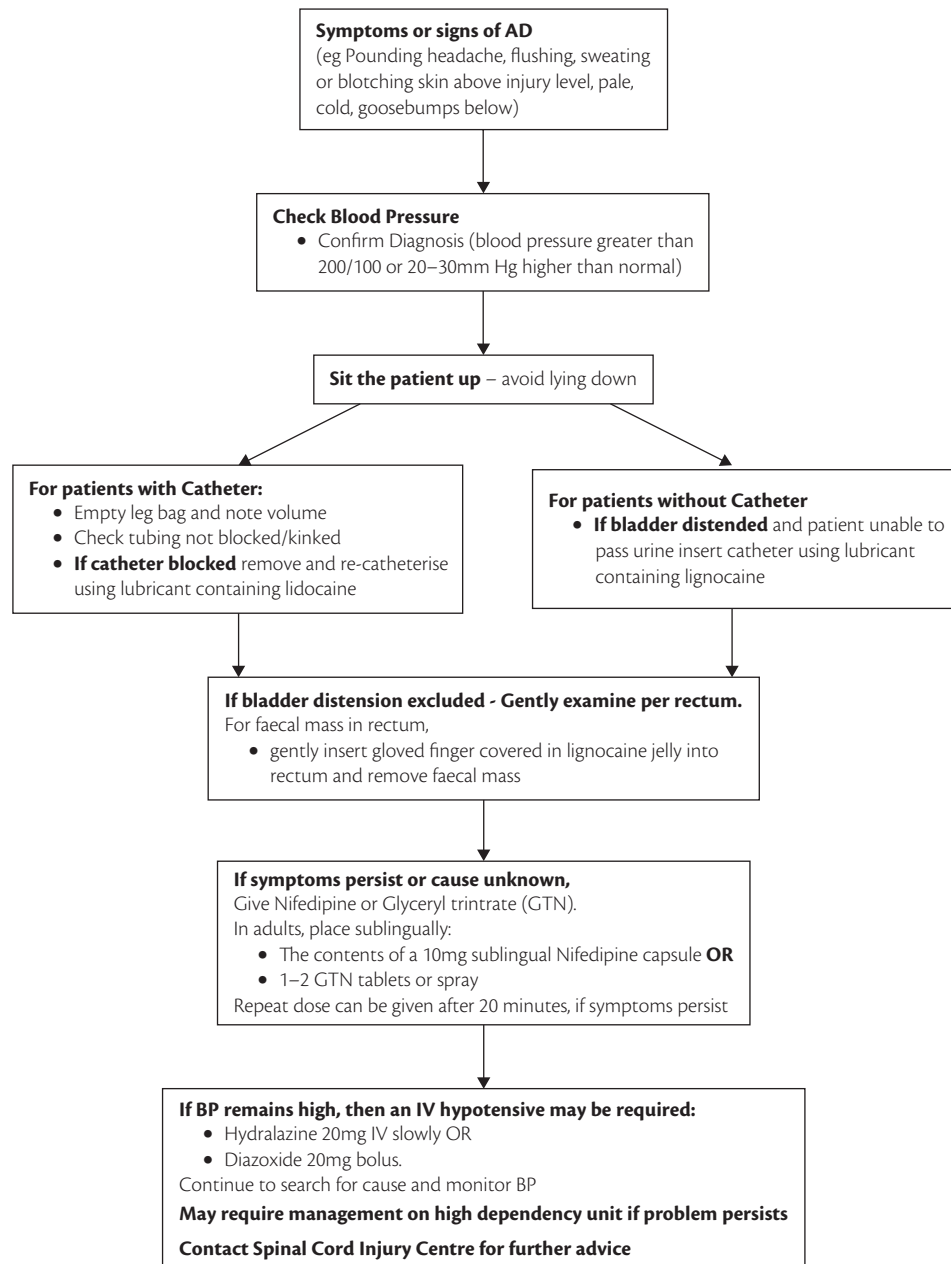 Symptoms or signs of AD
(eg Pounding headache, flushing, sweating
or blotching skin above injury level, pale,
cold, goosebumps below)
Check Blood Pressure
• Confirm Diagnosis (blood pressure greater than
200/100 or 20–30mm Hg higher than normal)
Sit the patient up – avoid lying down
For patients with Catheter:
• Empty leg bag and note volume
• Check tubing not blocked/kinked
• If catheter blocked remove and re-catheterise
using lubricant containing lidocaine
For patients without Catheter
• If bladder distended and patient unable to
pass urine insert catheter using lubricant
containing lignocaine
If bladder distension excluded - Gently examine per rectum.
For faecal mass in rectum,
• gently insert gloved finger covered in lignocaine jelly into
rectum and remove faecal mass
If symptoms persist or cause unknown,
Give Nifedipine or Glyceryl trintrate (GTN).
In adults, place sublingually:
• The contents of a 10mg sublingual Nifedipine capsule OR
• 1–2 GTN tablets or spray
Repeat dose can be given after 20 minutes, if symptoms persist
If BP remains high, then an IV hypotensive may be required:
• Hydralazine 20mg IV slowly OR
• Diazoxide 20mg bolus.
Continue to search for cause and monitor BP
May require management on high dependency unit if problem persists
Contact Spinal Cord Injury Centre for further advice